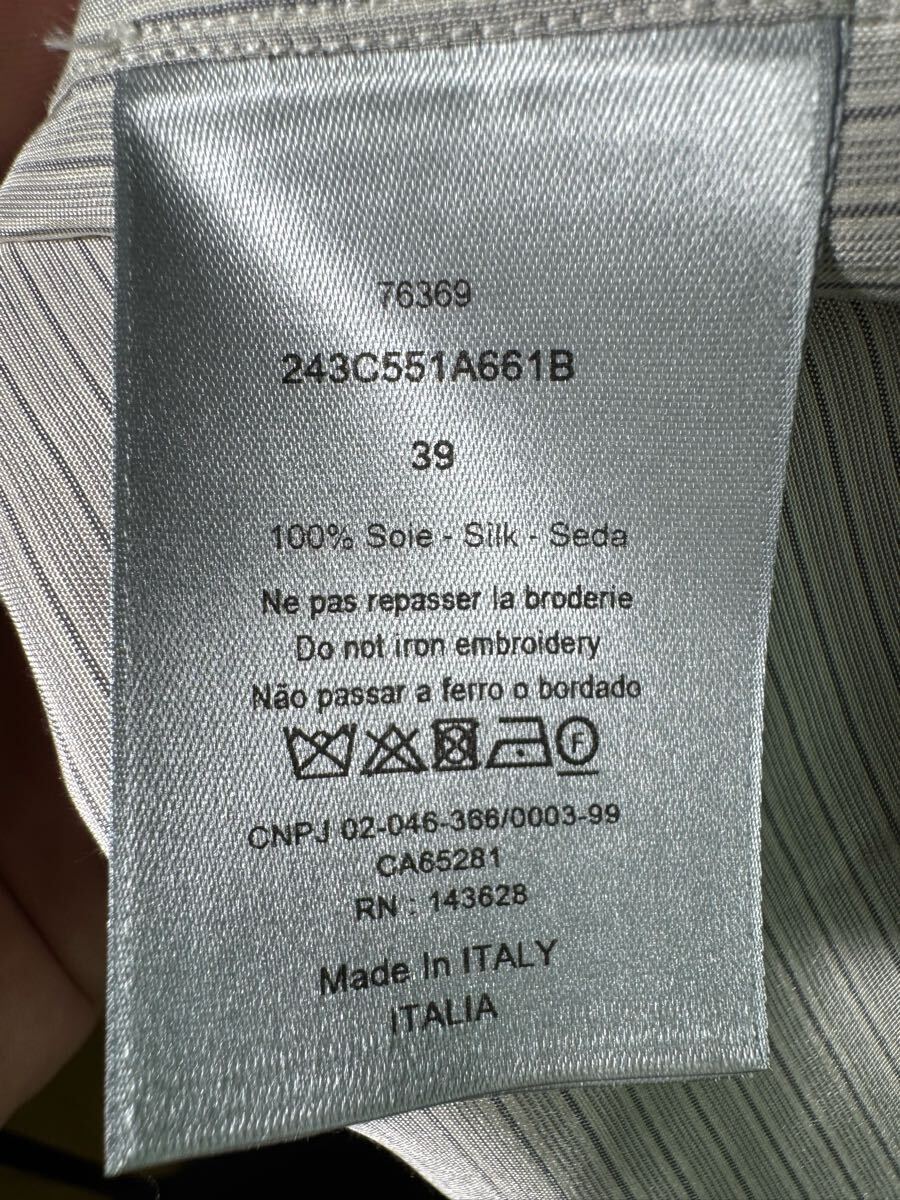 76369
243C551A661B
39
100% Soie - Silk - Seda
Ne pas repasser la broderie
Do not iron embroidery
Não passar a ferro o bordado
F
CNPJ 02-046-366/0003-99
CA65281
RN : 143628
Made In ITALY
ITALIA